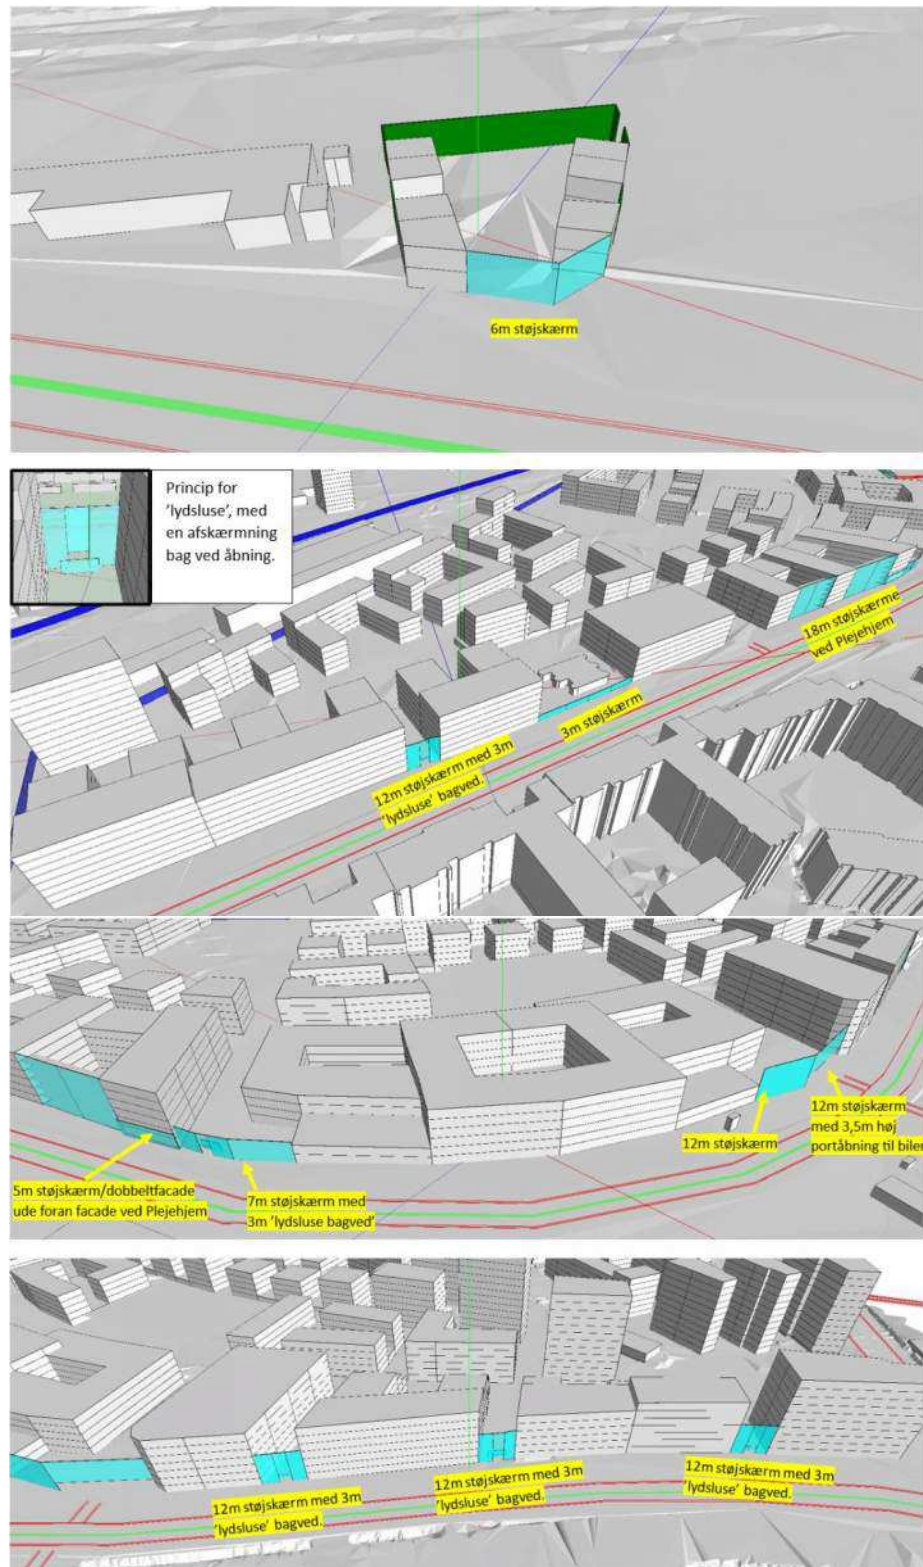 6m støjskærm
Princip for
'lydsluse', med
en afskærmning
bag ved åbning.
18m støjskærme
ved Plejehjem
3m støjskærm
12m støjskærm med 3m
'lydsluse' bagved.
5m støjskærm/dobbeltfacade
ude foran facade ved Plejehjem
7m støjskærm med
3m 'lydsluse bagved'
12m støjskærm
12m støjskærm
med 3,5m høj
portåbning til biler
12m støjskærm med 3m
'lydsluse' bagved.
12m støjskærm med 3m
'lydsluse' bagved.
12m støjskærm med 3m
'lydsluse' bagved.